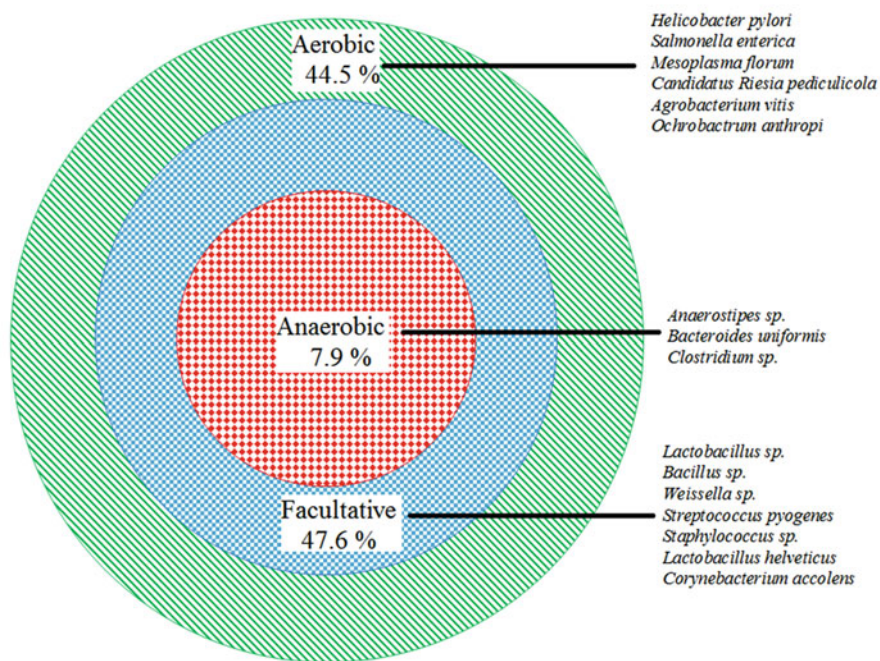 Aerobic
44.5 %
Helicobacter pylori
Salmonella enterica
Mesoplasma florum
Candidatus Riesia pediculicola
Agrobacterium vitis
Ochrobactrum anthropi
Anaerobic
7.9 %
Anaerostipes sp.
Bacteroides uniformis
Clostridium sp.
Facultative
47.6 %
Lactobacillus sp.
Bacillus sp.
Weissella sp.
Streptococcus pyogenes
Staphylococcus sp.
Lactobacillus helveticus
Corynebacterium accolens